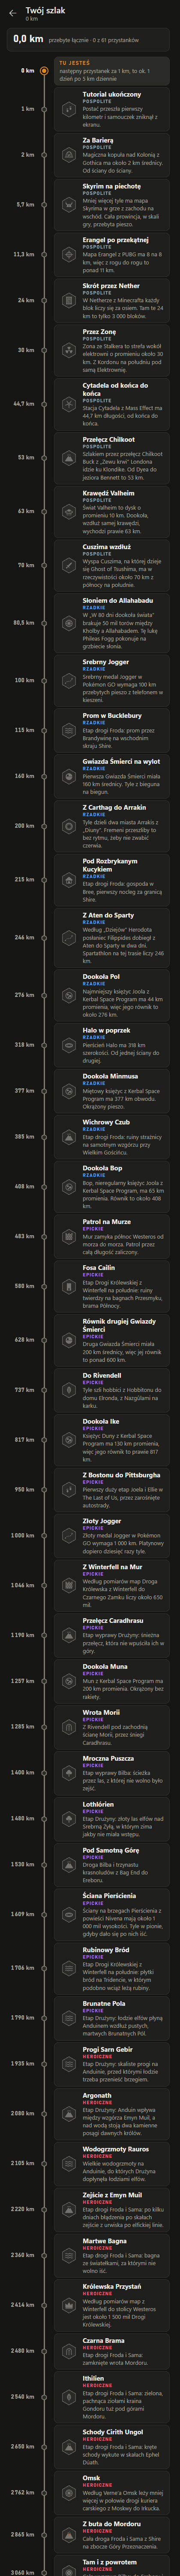 Twój szlak
0 km
0,0 km przebyte łącznie · 0 z 61 przystanków
0 km
TU JESTEŚ
następny przystanek za 1 km, to ok. 1
dzień po 5 km dziennie
1 km
Tutorial ukończony
POSPOLITE
Postać przeszła pierwszy
kilometr i samouczek zniknął z
ekranu.
2 km
Za Barierą
POSPOLITE
Magiczna kopuła nad Kolonią z
Gothica ma około 2 km średnicy.
Od ściany do ściany.
5,7 km
Skyrim na piechotę
POSPOLITE
Mniej więcej tyle ma mapa
Skyrima w grze z zachodu na
wschód. Cała prowincja, w skali
gry, przebyta pieszo.
11,3 km
Erangel po przekątnej
POSPOLITE
Mapa Erangel z PUBG ma 8 na 8
km, więc z rogu do rogu to
ponad 11 km.
24 km
Skrót przez Nether
POSPOLITE
W Netherze z Minecrafta każdy
blok liczy się za osiem. Tam te 24
km to tylko 3 000 bloków.
30 km
Przez Zonę
POSPOLITE
Zona ze Stalkera to strefa wokół
elektrowni o promieniu około 30
km. Z Kordonu na południu pod
samą Elektrownię.
44,7 km
Cytadela od końca do
końca
POSPOLITE
Stacja Cytadela z Mass Effect ma
44,7 km długości, od końca do
końca.
53 km
Przełęcz Chilkoot
POSPOLITE
Szlakiem przez przełęcz Chilkoot
Buck z „Zewu krwi” Londona
idzie ku Klondike. Od Dyea do
jeziora Bennett to 53 km.
63 km
Krawędź Valheim
POSPOLITE
Świat Valheim to dysk o
promieniu 10 km. Dookoła,
wzdłuż samej krawędzi,
wychodzi prawie 63 km.
70 km
Cuszima wzdłuż
POSPOLITE
Wyspa Cuszima, na której dzieje
się Ghost of Tsushima, ma w
rzeczywistości około 70 km z
północy na południe.
80,5 km
Słoniem do Allahabadu
RZADKIE
W „W 80 dni dookoła świata”
brakuje 50 mil torów między
Kholby a Allahabadem. Tę lukę
Phileas Fogg pokonuje na
grzbiecie słonia.
100 km
Srebrny Jogger
RZADKIE
Srebrny medal Jogger w
Pokémon GO wymaga 100 km
przebytych pieszo z telefonem w
kieszeni.
115 km
Prom w Bucklebury
RZADKIE
Etap drogi Froda: prom przez
Brandywinę na wschodnim
skraju Shire.
160 km
Gwiazda Śmierci na wylot
RZADKIE
Pierwsza Gwiazda Śmierci miała
160 km średnicy. Tyle z bieguna
na biegun.
200 km
Z Carthag do Arrakin
RZADKIE
Tyle dzieli dwa miasta Arrakis z
„Diuny”. Fremeni przeszliby to
bez rytmu, żeby nie zwabić
czerwia.
215 km
Pod Rozbrykanym
Kucykiem
RZADKIE
Etap drogi Froda: gospoda w
Bree, pierwszy nocleg za granicą
Shire.
246 km
Z Aten do Sparty
RZADKIE
Według „Dziejów” Herodota
posłaniec Filippides dobiegł z
Aten do Sparty w dwa dni.
Spartathlon na tej trasie liczy 246
km.
276 km
Dookoła Pol
RZADKIE
Najmniejszy księżyc Joola z
Kerbal Space Program ma 44 km
promienia, więc jego równik to
około 276 km.
318 km
Halo w poprzek
RZADKIE
Pierścień Halo ma 318 km
szerokości. Od jednej ściany do
drugiej.
377 km
Dookoła Minmusa
RZADKIE
Miętowy księżyc z Kerbal Space
Program ma 377 km obwodu.
Okrążony pieszo.
385 km
Wichrowy Czub
RZADKIE
Etap drogi Froda: ruiny strażnicy
na samotnym wzgórzu przy
Wielkim Gościńcu.
408 km
Dookoła Bop
RZADKIE
Bop, nieregularny księżyc Joola z
Kerbal Space Program, ma 65 km
promienia. Równik to około 408
km.
483 km
Patrol na Murze
EPICKIE
Mur zamyka północ Westeros od
morza do morza. Patrol przez
całą długość zaliczony.
580 km
Fosa Cailin
EPICKIE
Etap Drogi Królewskiej z
Winterfell na południe: ruiny
twierdzy na bagnach Przesmyku,
brama Północy.
628 km
Równik drugiej Gwiazdy
Śmierci
EPICKIE
Druga Gwiazda Śmierci miała
200 km średnicy, więc jej równik
to ponad 600 km.
737 km
Do Rivendell
EPICKIE
Tyle szli hobbici z Hobbitonu do
domu Elronda, z Nazgûlami na
karku.
817 km
Dookoła Ike
EPICKIE
Księżyc Duny z Kerbal Space
Program ma 130 km promienia,
więc jego równik to prawie 817
km.
950 km
Z Bostonu do Pittsburgha
EPICKIE
Pierwszy duży etap Joela i Ellie w
The Last of Us, przez zarośnięte
autostrady.
1 000 km
Złoty Jogger
EPICKIE
Złoty medal Jogger w Pokémon
GO wymaga 1 000 km. Platynowy
dopiero dziesięć razy tyle.
1 046 km
Z Winterfell na Mur
EPICKIE
Według pomiarów map Droga
Królewska z Winterfell do
Czarnego Zamku liczy około 650
mil.
1 190 km
Przełęcz Caradhrasu
EPICKIE
Etap wyprawy Drużyny: śnieżna
przełęcz, która nie wpuściła ich w
góry.
1 257 km
Dookoła Muna
EPICKIE
Mun z Kerbal Space Program ma
200 km promienia. Okrążony bez
rakiety.
1 285 km
Wrota Morii
EPICKIE
Z Rivendell pod zachodnią
ścianę Morii, przez śniegi
Caradhrasu.
1 400 km
Mroczna Puszcza
EPICKIE
Etap wyprawy Bilba: ścieżka
przez las, z której nie wolno było
zejść.
1 480 km
Lothlórien
EPICKIE
Etap Drużyny: złoty las elfów nad
Srebrną Żyłą, w którym zima
jakby nie miała wstępu.
1 530 km
Pod Samotną Górę
EPICKIE
Droga Bilba i trzynastu
krasnoludów z Bag End do
Ereboru.
1 609 km
Ściana Pierścienia
EPICKIE
Ściany na brzegach Pierścienia z
powieści Nivena mają około 1
000 mil wysokości. Tyle w pionie,
gdyby dało się po nich iść.
1 706 km
Rubinowy Bród
EPICKIE
Etap Drogi Królewskiej z
Winterfell na południe: płytki
bród na Tridencie, w którym
podobno wciąż leżą rubiny.
1 790 km
Brunatne Pola
EPICKIE
Etap Drużyny: łodzie elfów płyną
Anduinem wzdłuż pustych,
martwych Brunatnych Pól.
1 935 km
Progi Sarn Gebir
HEROICZNE
Etap Drużyny: skaliste progi na
Anduinie, przed którymi łodzie
trzeba przenieść brzegiem.
2 080 km
Argonath
HEROICZNE
Etap Drużyny: Anduin wpływa
między wzgórza Emyn Muil, a
nad wodą stoją dwa kamienne
posągi dawnych królów.
2 105 km
Wodogrzmoty Rauros
HEROICZNE
Wielkie wodogrzmoty na
Anduinie, do których Drużyna
dopłynęła łodziami elfów.
2 220 km
Zejście z Emyn Muil
HEROICZNE
Etap drogi Froda i Sama: po kilku
dniach błądzenia po skałach
zejście z urwiska po elfickiej linie.
2 360 km
Martwe Bagna
HEROICZNE
Etap drogi Froda i Sama: bagna
ze światełkami, za którymi nie
wolno iść.
2 414 km
Królewska Przystań
HEROICZNE
Według pomiarów map z
Winterfell do stolicy Westeros
jest około 1 500 mil Drogi
Królewskiej.
2 480 km
Czarna Brama
HEROICZNE
Etap drogi Froda i Sama:
zamknięte wrota Mordoru.
2 540 km
Ithilien
HEROICZNE
Etap drogi Froda i Sama: zielona,
pachnąca ziołami kraina
Gondoru tuż pod górami
Mordoru.
2 650 km
Schody Cirith Ungol
HEROICZNE
Etap drogi Froda i Sama: kręte
schody wykute w skałach Ephel
Dúath.
2 762 km
Omsk
HEROICZNE
Według Verne'a Omsk leży mniej
więcej w połowie drogi kuriera
carskiego z Moskwy do Irkucka.
2 865 km
Z buta do Mordoru
HEROICZNE
Cała droga Froda i Sama z Shire
na zbocze Góry Przeznaczenia.
3 060 km
Tam i z powrotem
HEROICZNE